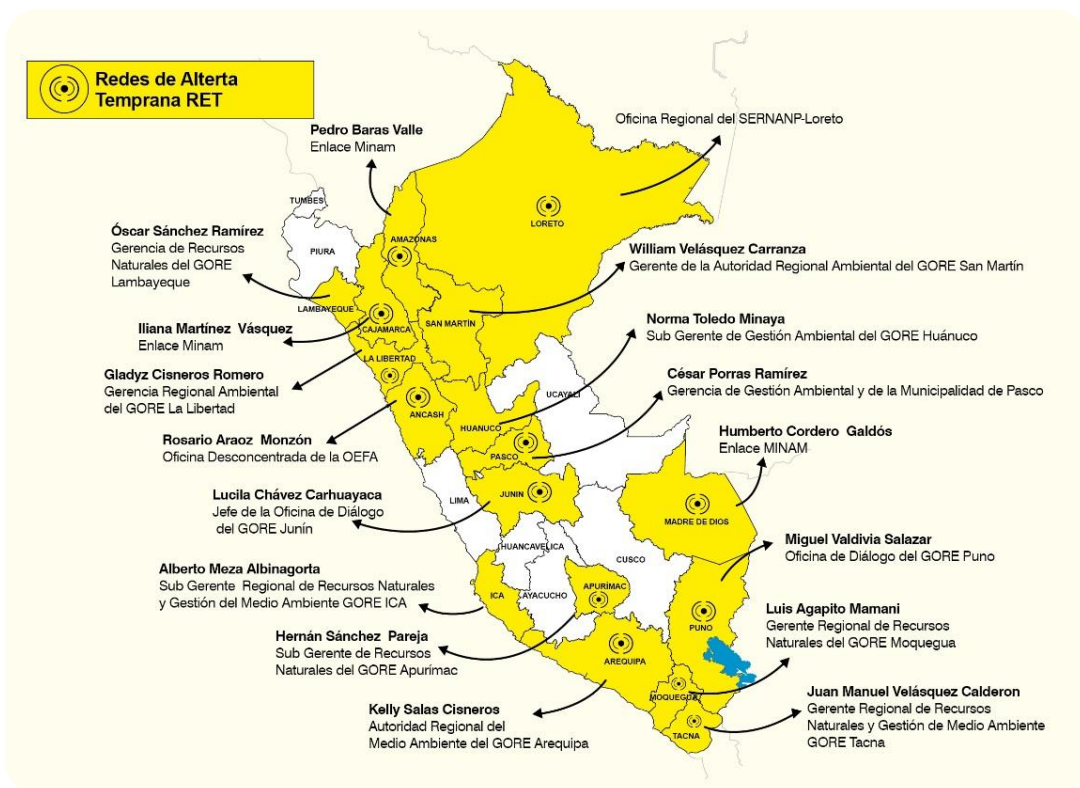 Redes de Alterta
Temprana RET
Pedro Baras Valle
Enlace Minam
Oficina Regional del SERNANP-Loreto
TUMBES
PIURA
AMAZONAS
LORETO
Óscar Sánchez Ramírez
Gerencia de Recursos
Naturales del GORE
Lambayeque
William Velásquez Carranza
Gerente de la Autoridad Regional Ambiental del GORE San Martín
LAMBAYEQUE
CAJAMARCA
SAN MARTÍN
Iliana Martínez Vásquez
Enlace Minam
Norma Toledo Minaya
Sub Gerente de Gestión Ambiental del GORE Huánuco
LA LIBERTAD
Gladyz Cisneros Romero
Gerencia Regional Ambiental
del GORE La Libertad
César Porras Ramírez
Gerencia de Gestión Ambiental y de la Municipalidad de Pasco
UCAYALI
ANCASH
HUANUCO
Rosario Araoz Monzón
Oficina Desconcentrada de la OEFA
Humberto Cordero Galdós
Enlace MINAM
PASCO
Lucila Chávez Carhuayaca
Jefe de la Oficina de Diálogo
del GORE Junín
LIMA
JUNIN
MADRE DE DIOS
Miguel Valdivia Salazar
Oficina de Diálogo del GORE Puno
HUANCAVELICA
CUSCO
Alberto Meza Albinagorta
Sub Gerente Regional de Recursos Naturales
y Gestión del Medio Ambiente GORE ICA
ICA
AYACUCHO
APURÍMAC
Luis Agapito Mamani
Gerente Regional de Recursos
Naturales del GORE Moquegua
PUNO
Hernán Sánchez Pareja
Sub Gerente de Recursos
Naturales del GORE Apurímac
AREQUIPA
MOQUEGUA
Juan Manuel Velásquez Calderon
Gerente Regional de Recursos
Naturales y Gestión de Medio Ambiente
GORE Tacna
Kelly Salas Cisneros
Autoridad Regional del
Medio Ambiente del GORE Arequipa
TACNA